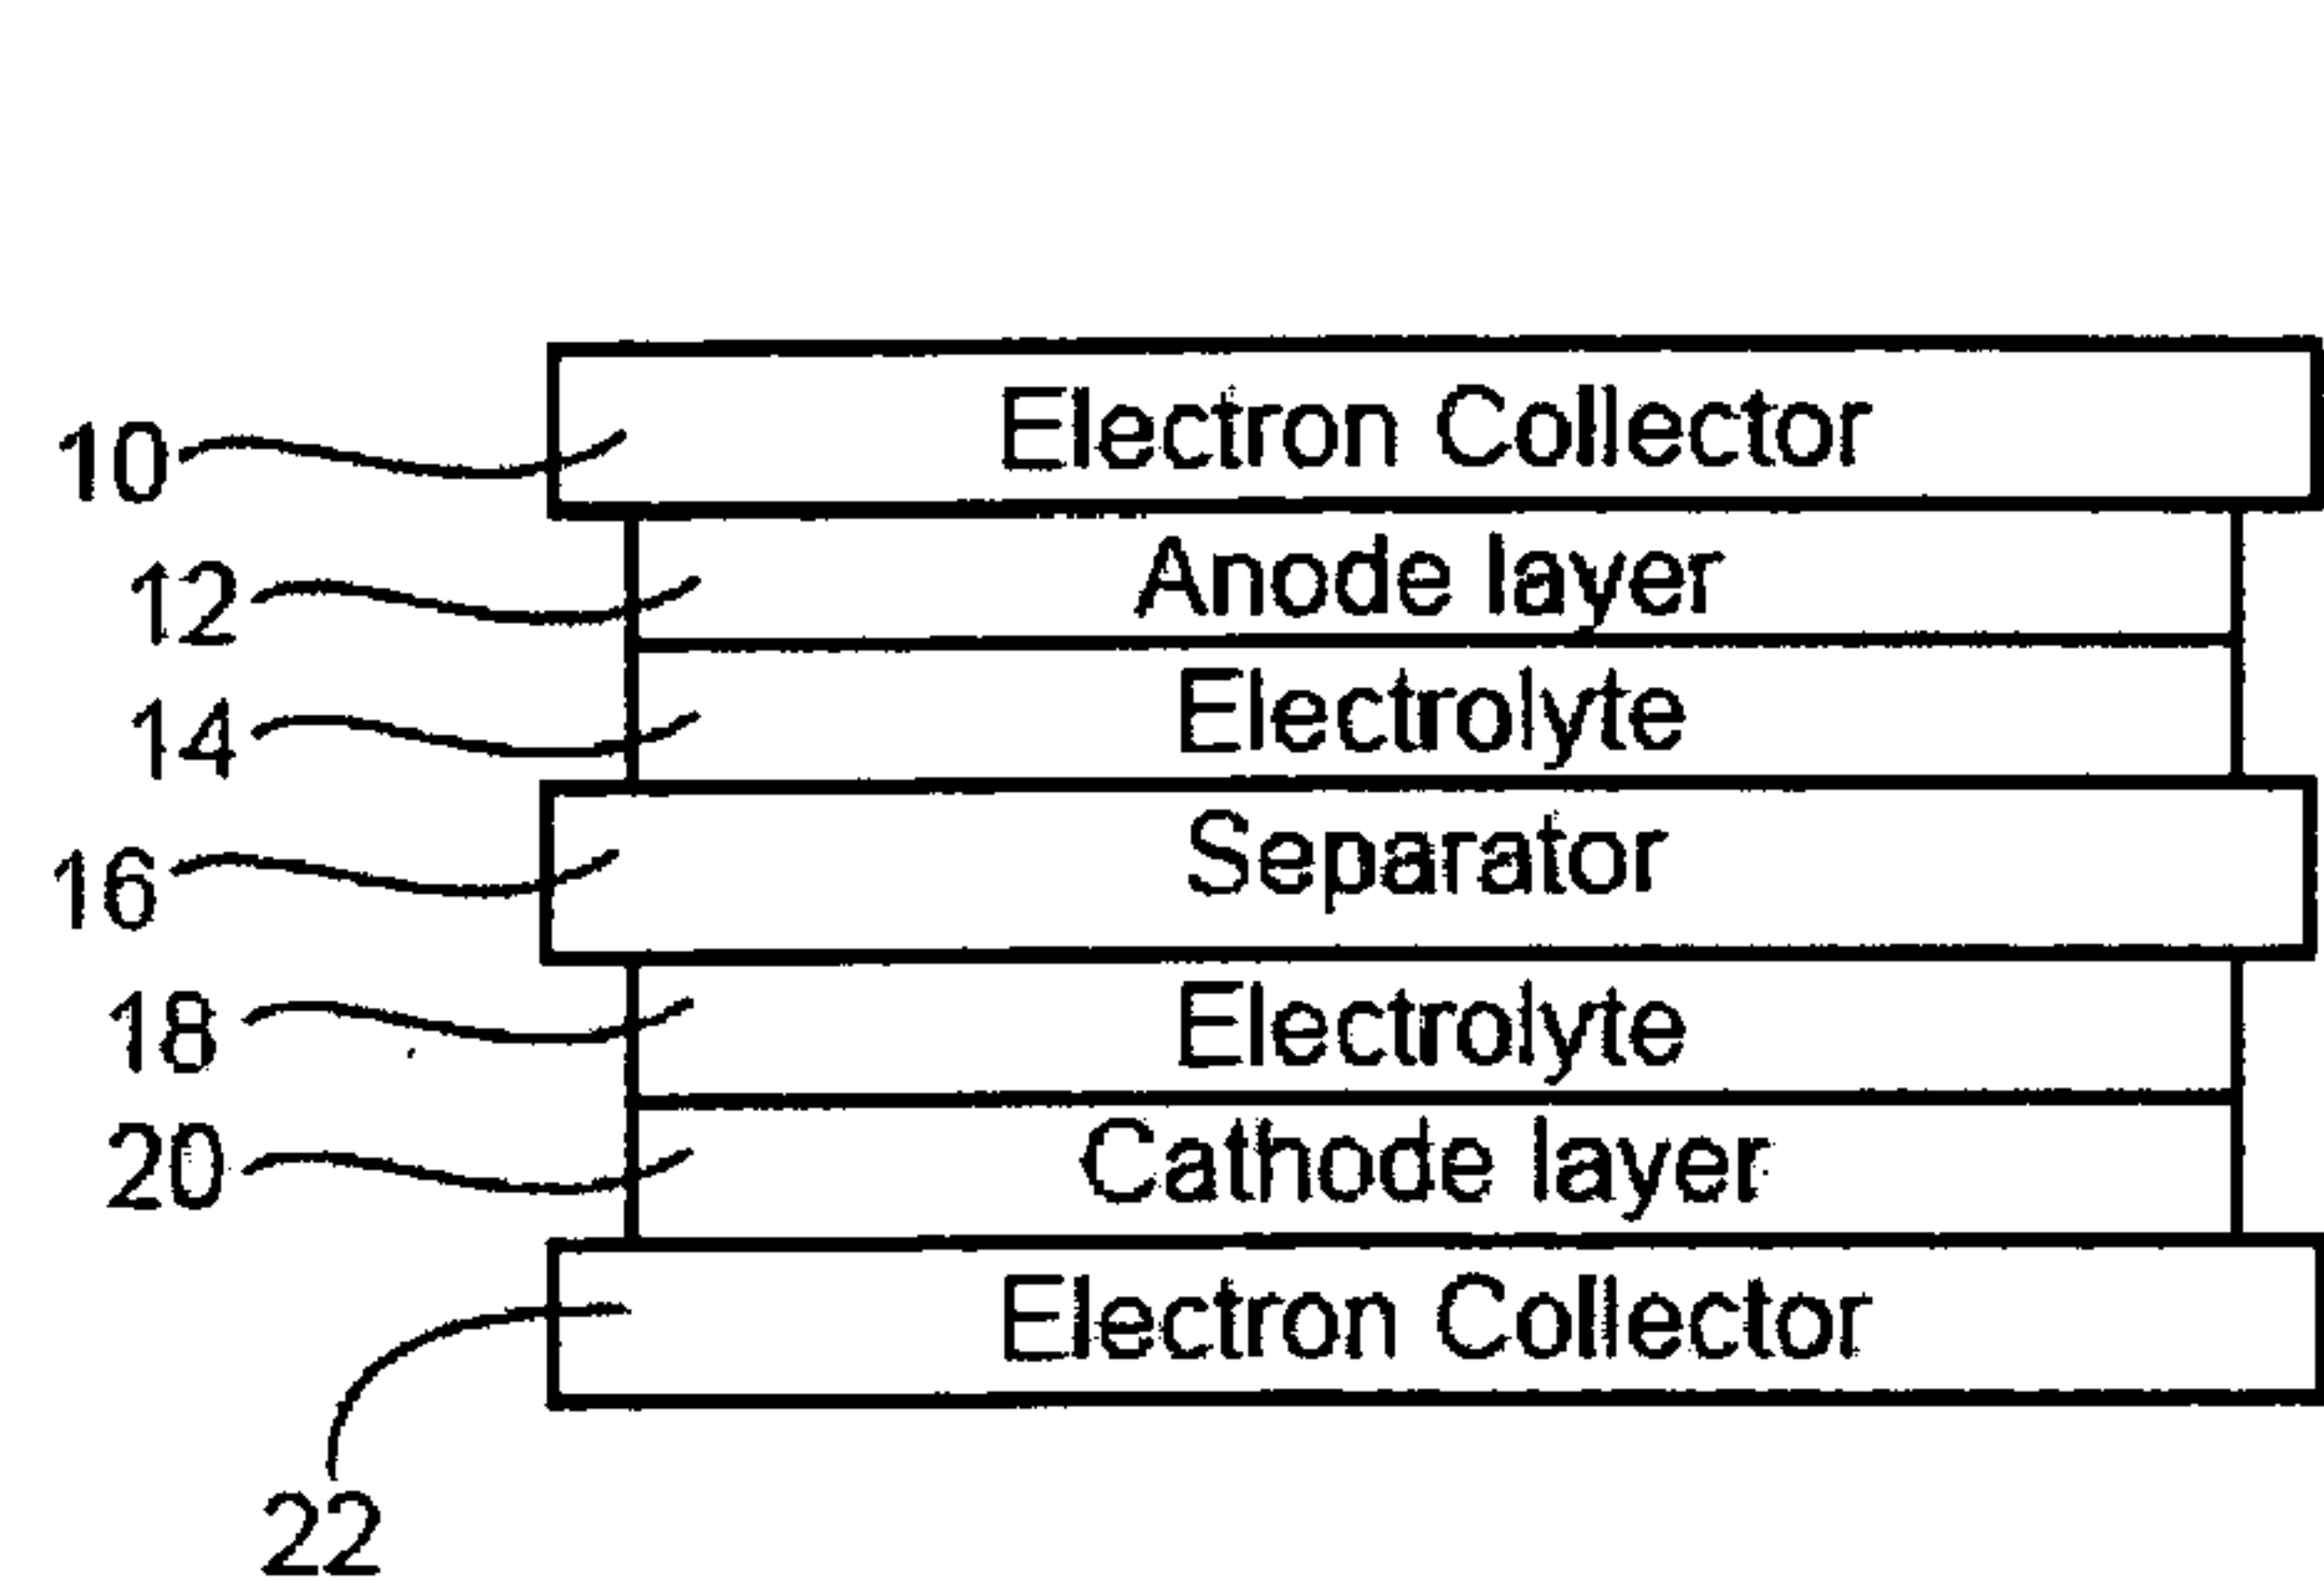 10 Electron Collector
12 Anode layer
14 Electrolyte
16 Separator
18 Electrolyte
20 Cathode layer
Electron Collector
22